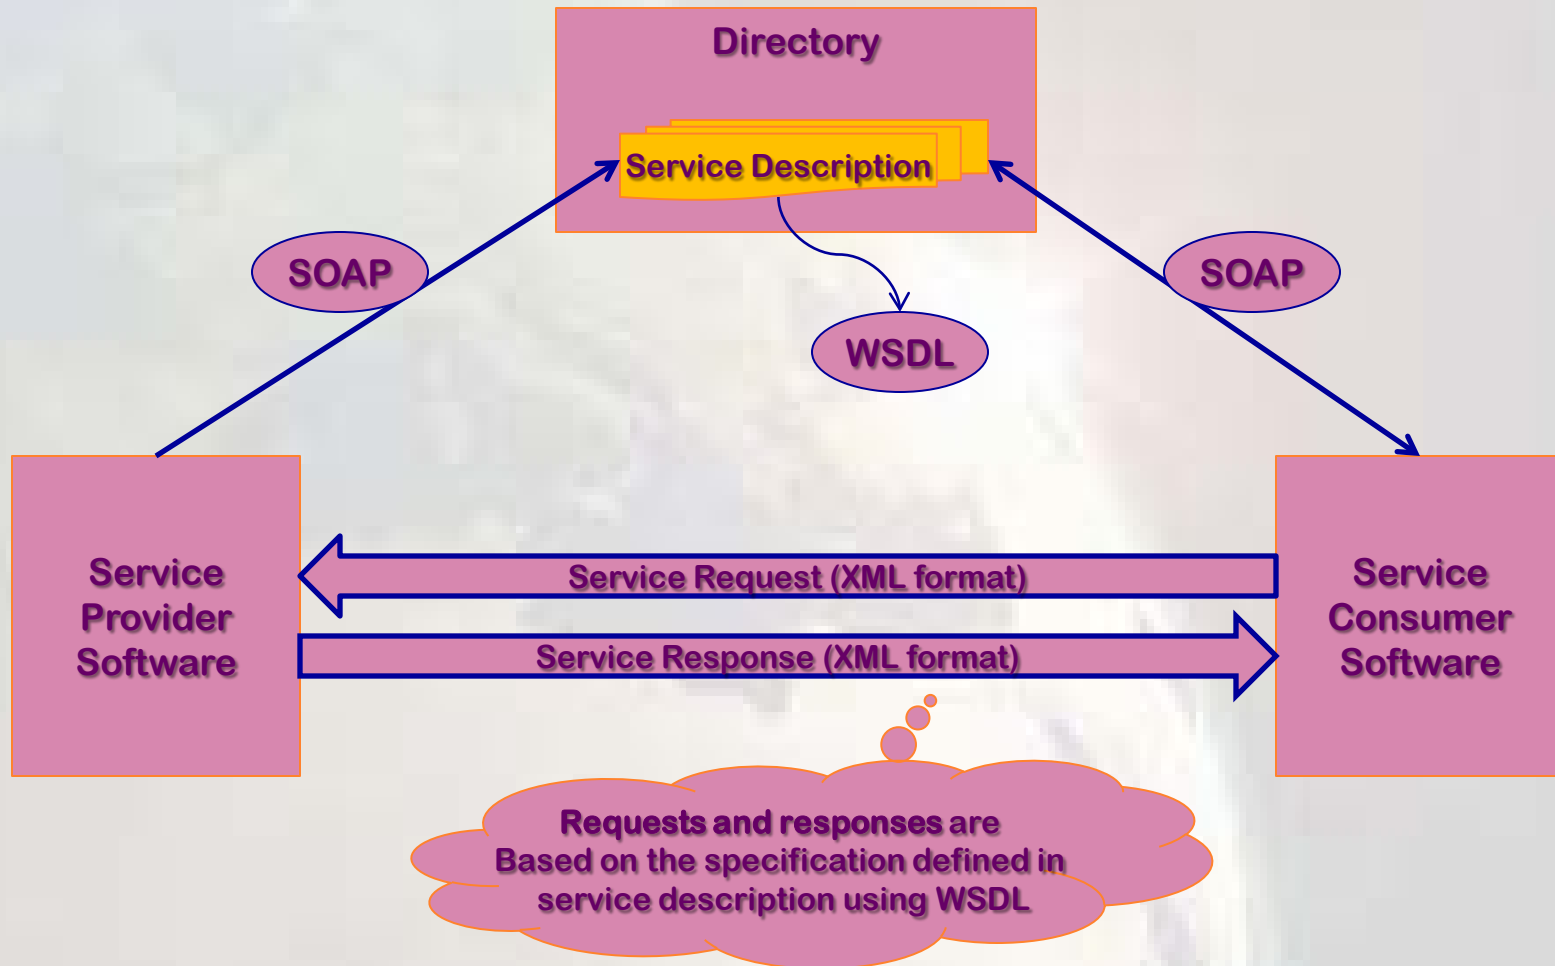 Directory
Service Description
SOAP
SOAP
WSDL
Service
Provider
Software
Service Request (XML format)
Service Response (XML format)
Service
Consumer
Software
Requests and responses are
Based on the specification defined in
service description using WSDL